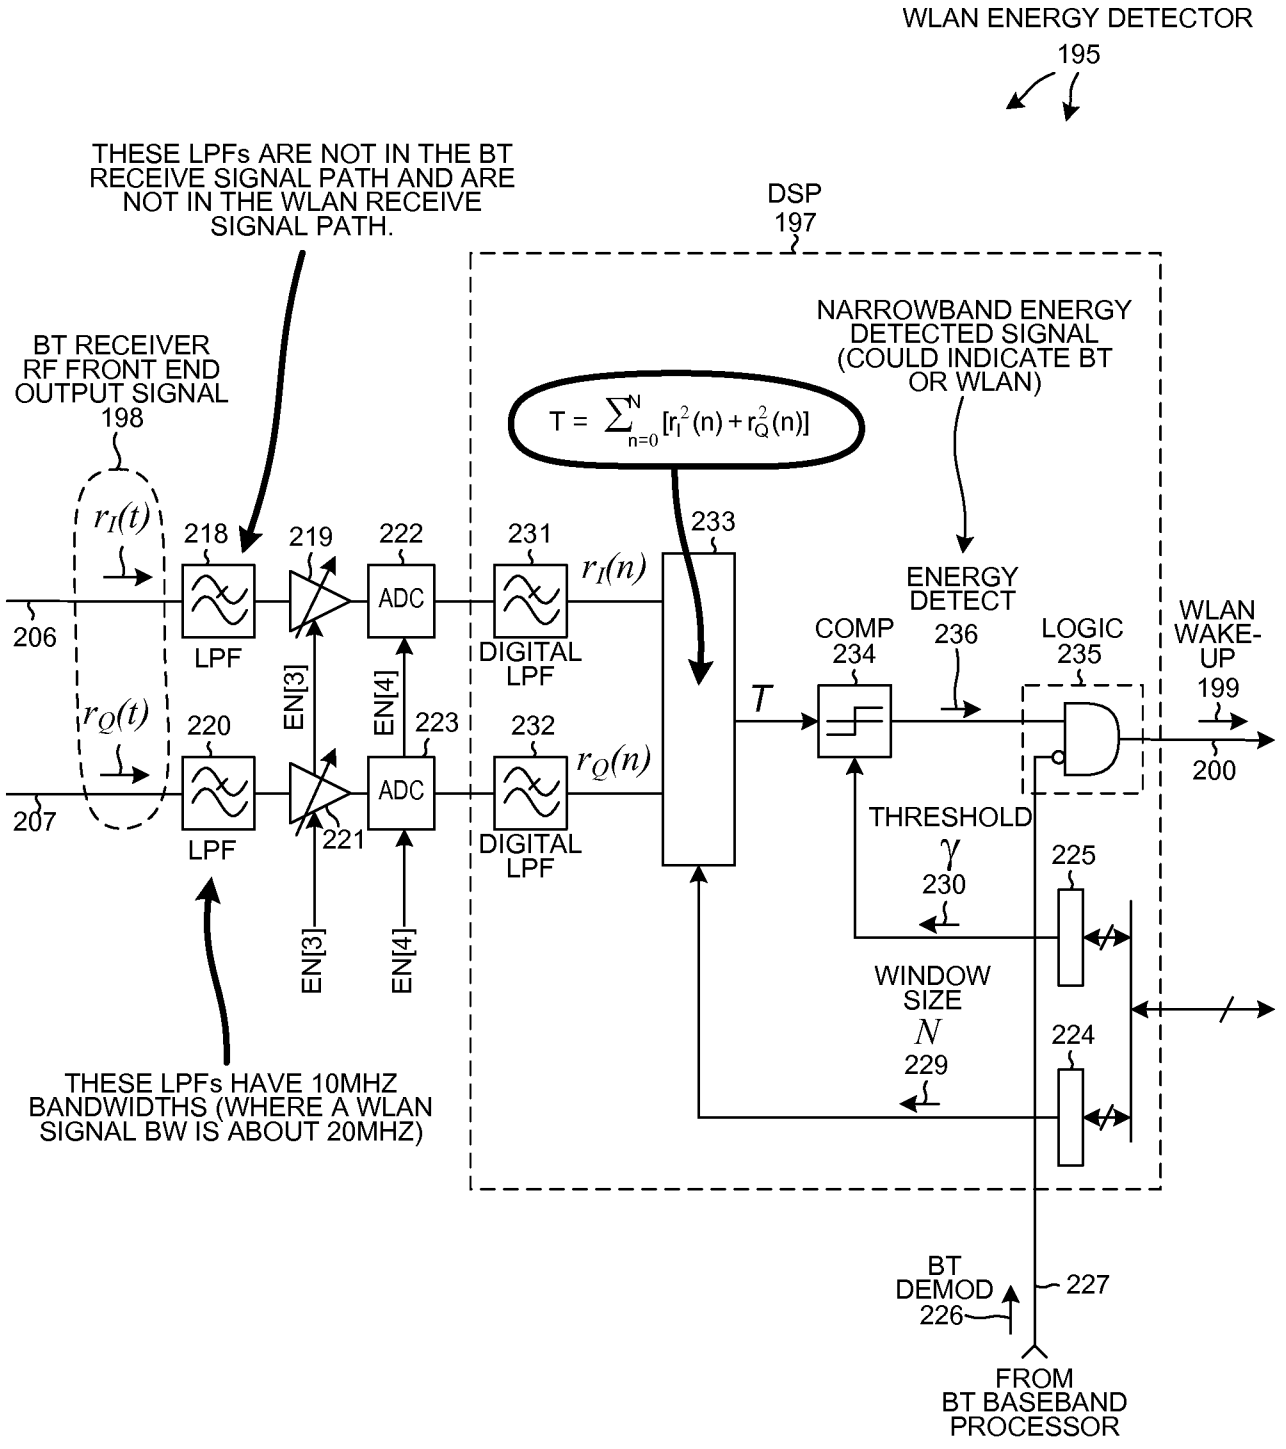 WLAN ENERGY DETECTOR
195
THESE LPFs ARE NOT IN THE BT
RECEIVE SIGNAL PATH AND ARE
NOT IN THE WLAN RECEIVE
SIGNAL PATH.
DSP
197
NARROWBAND ENERGY
DETECTED SIGNAL
(COULD INDICATE BT
OR WLAN)
BT RECEIVER
RF FRONT END
OUTPUT SIGNAL
198
T = ∑ₙ₌₀ᴺ [r_I²(n) + r_Q²(n)]
r_I(t)
218
219
222
231
r_I(n)
233
ENERGY
DETECT
236
WLAN
WAKE-
UP
199
206
LPF
ADC
DIGITAL
LPF
COMP
234
LOGIC
235
EN[3]
EN[4]
T
r_Q(t)
220
223
232
r_Q(n)
200
207
LPF
221
ADC
DIGITAL
LPF
THRESHOLD
γ
230
225
EN[3]
EN[4]
WINDOW
SIZE
N
229
224
THESE LPFs HAVE 10MHZ
BANDWIDTHS (WHERE A WLAN
SIGNAL BW IS ABOUT 20MHZ)
BT
DEMOD
226
227
FROM
BT BASEBAND
PROCESSOR